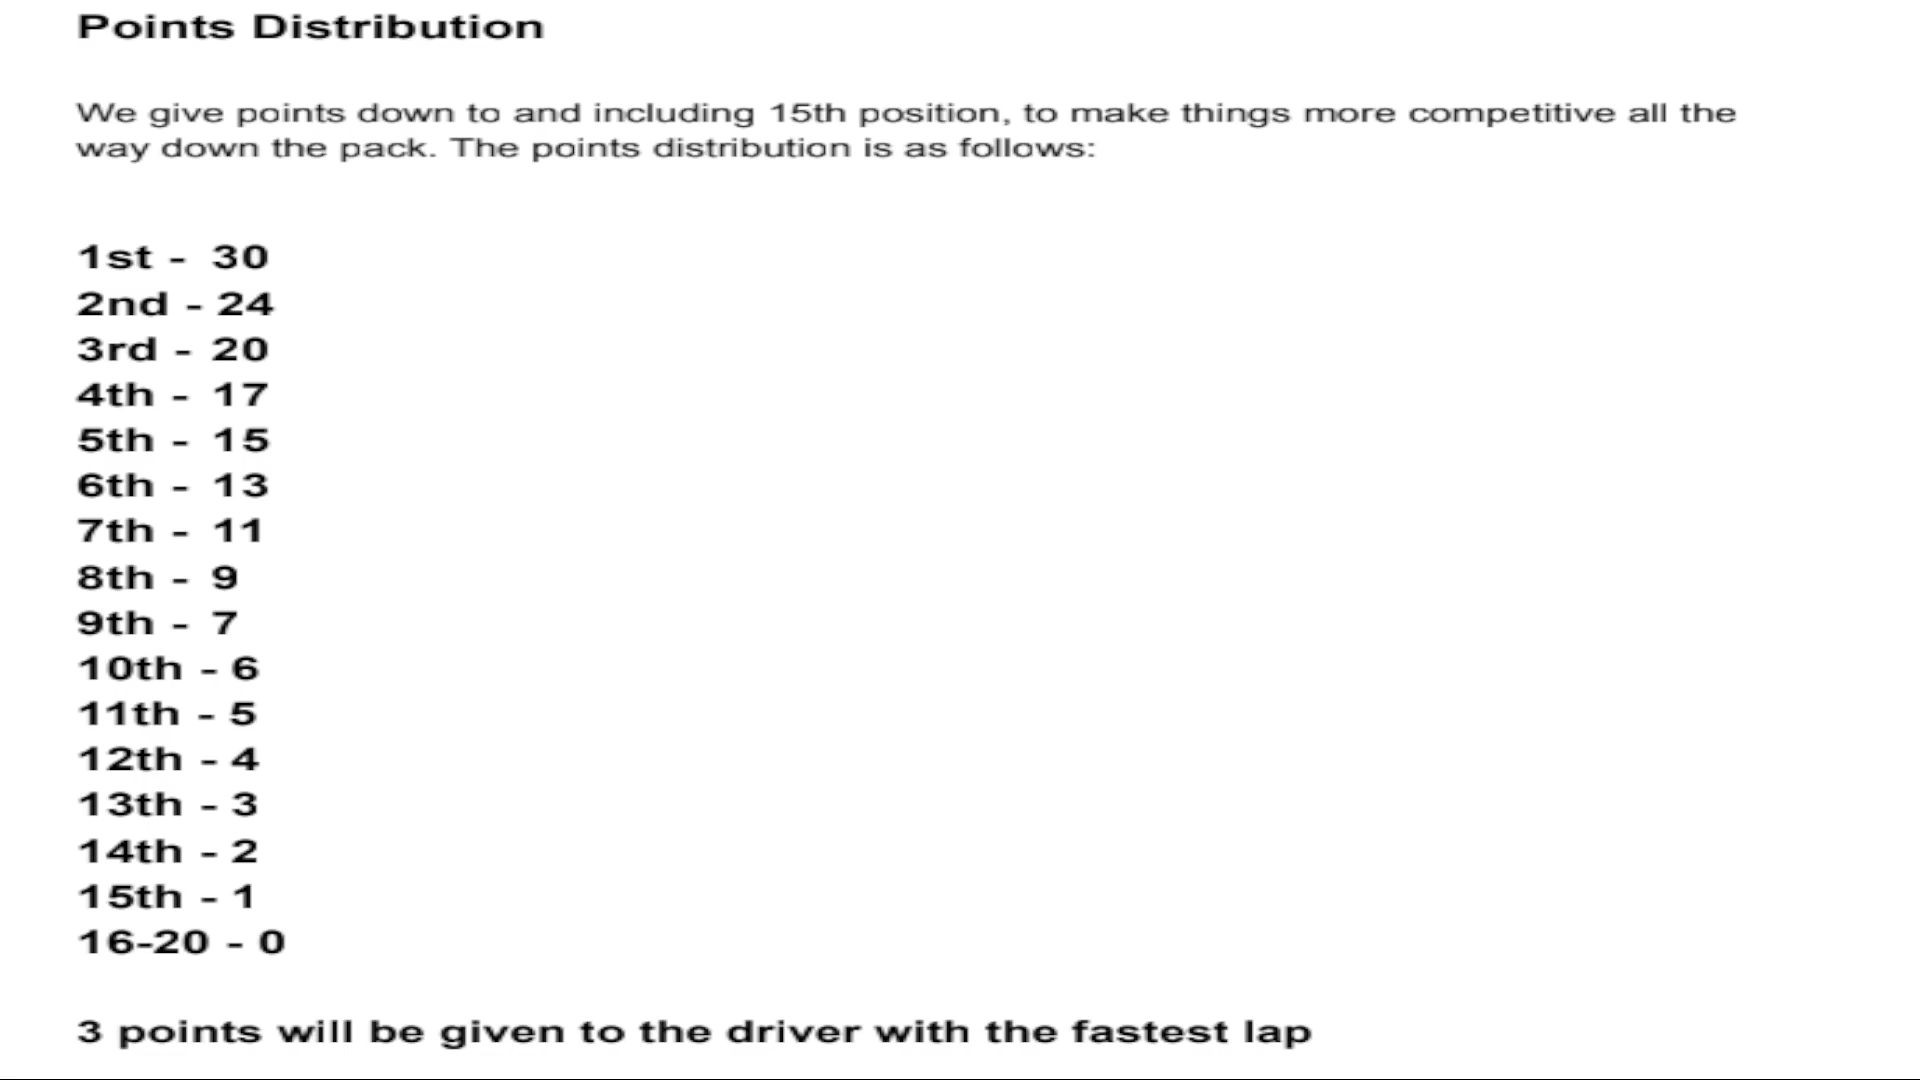 Points Distribution
We give points down to and including 15th position, to make things more competitive all the
way down the pack. The points distribution is as follows:
1st - 30
2nd - 24
3rd - 20
4th - 17
5th - 15
6th - 13
7th - 11
8th - 9
9th - 7
10th - 6
11th - 5
12th - 4
13th - 3
14th - 2
15th - 1
16-20 - 0
3 points will be given to the driver with the fastest lap